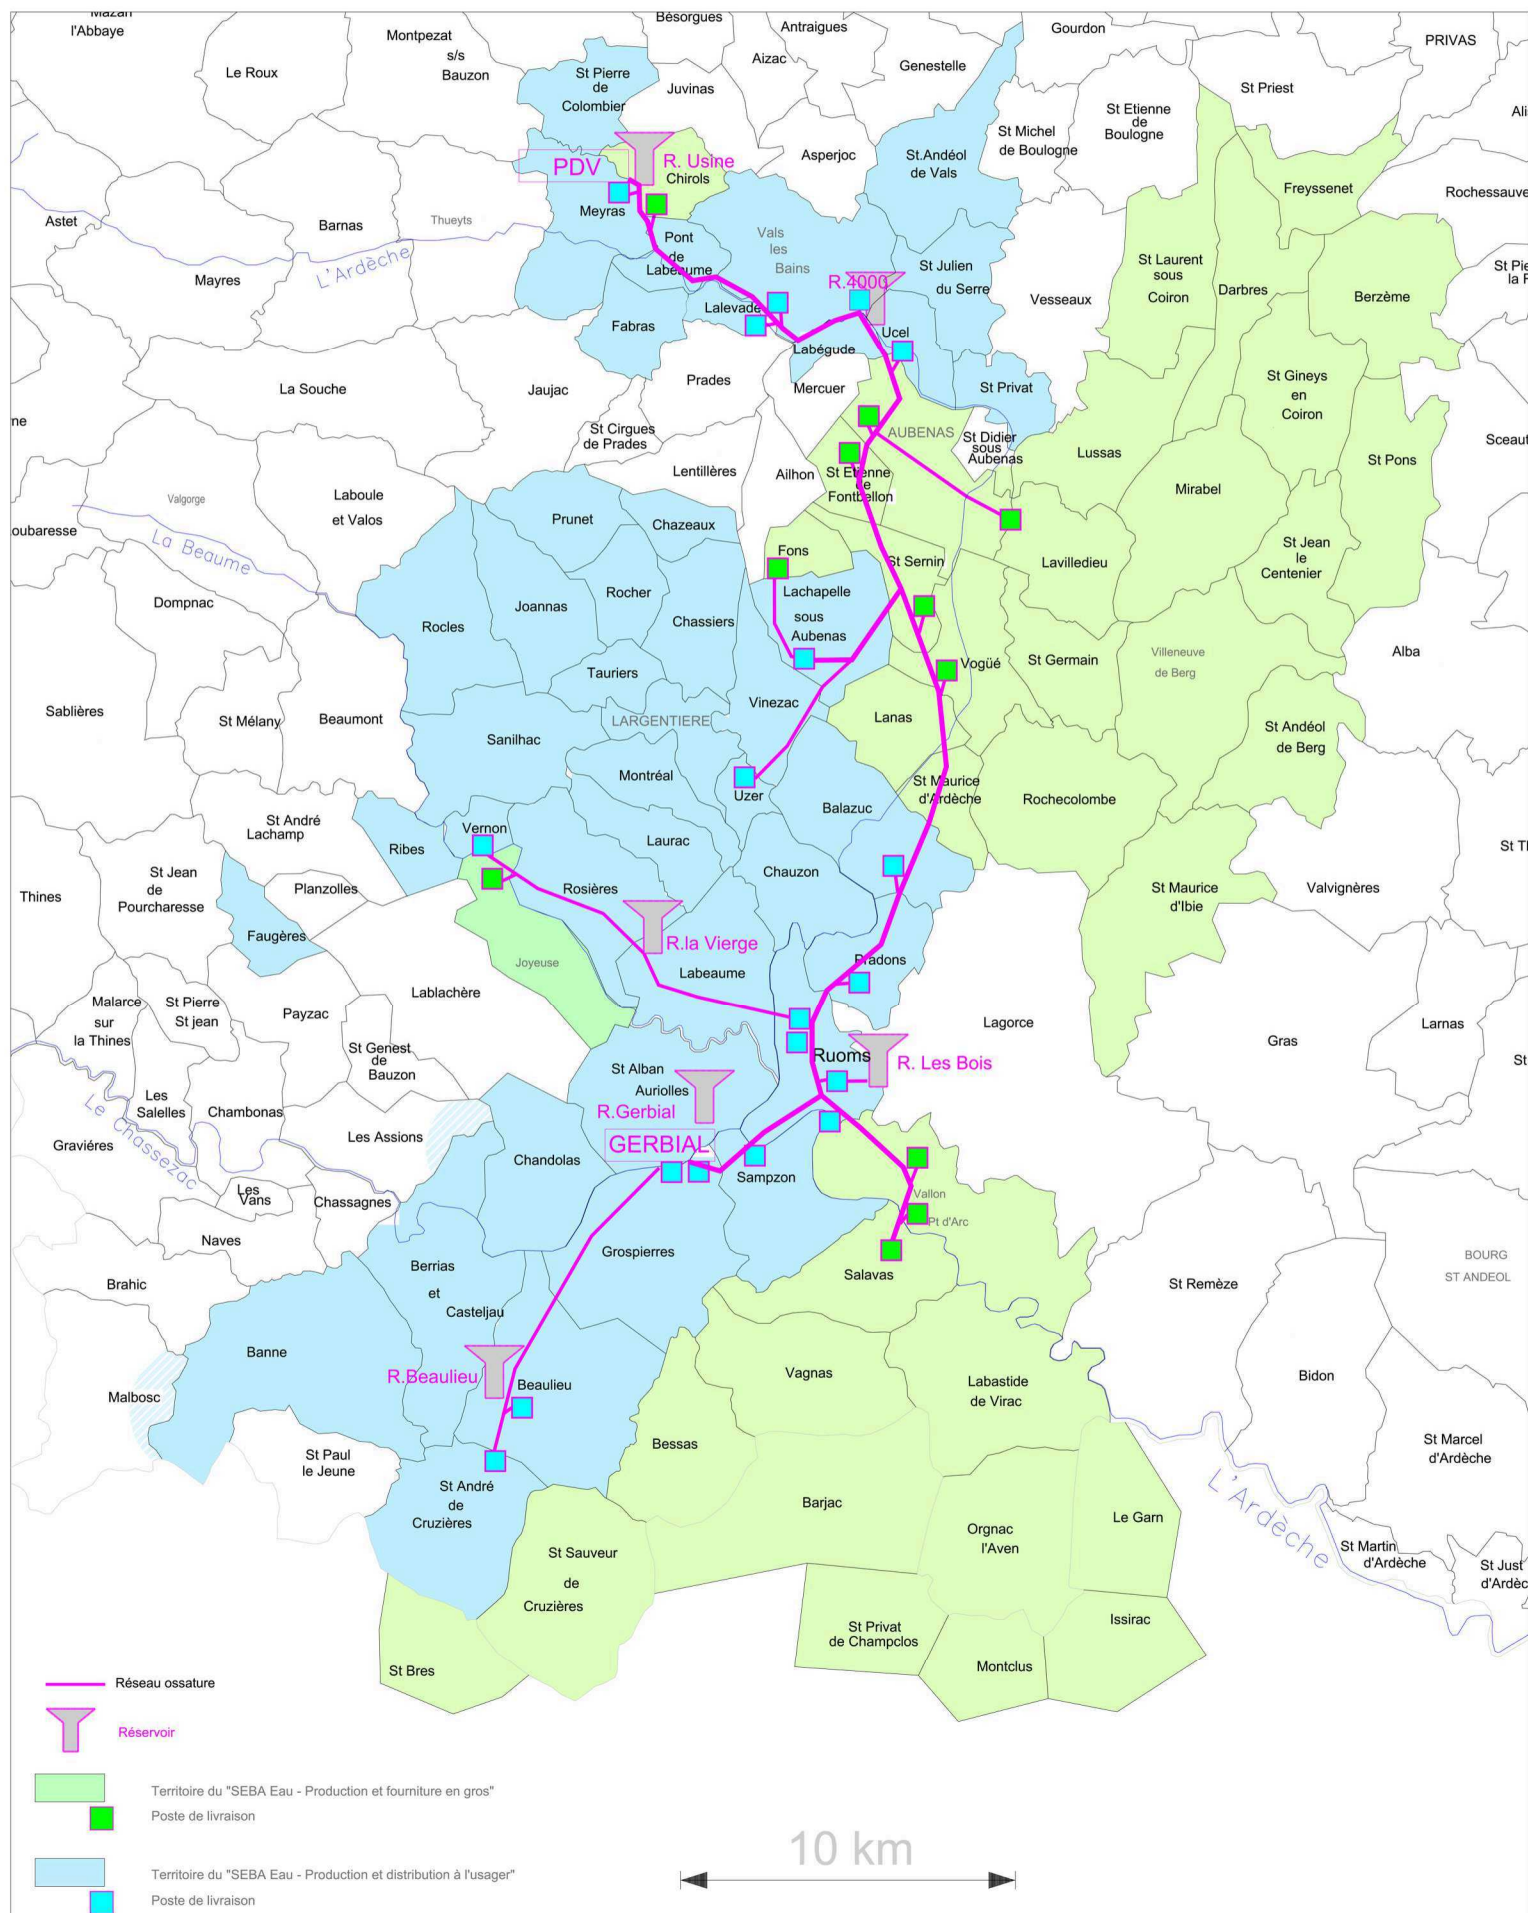 Mazan
l'Abbaye
Le Roux
Montpezat
s/s
Bauzon
St Pierre
de
Colombier
Bésorgues
Juvinas
Aizac
Antraigues
Genestelle
Gourdon
PRIVAS
St Priest
St Etienne
de
Boulogne
St Michel
de Boulogne
Asperjoc
St.Andéol
de Vals
Ali
PDV
R. Usine
Chirols
Meyras
Freyssenet
Rochessauve
Astet
Barnas
Thueyts
L'Ardèche
Mayres
Pont
de
Labeaume
Vals
les
Bains
St Julien
du Serre
Vesseaux
St Laurent
sous
Coiron
Darbres
Berzème
St Pie
la R
R.4000
Lalevade
Fabras
Ucel
Labégude
La Souche
Jaujac
Prades
Mercuer
St Privat
St Gineys
en
Coiron
ne
St Cirgues
de Prades
AUBENAS
St Didier
sous
Aubenas
Lussas
Sceaut
St Pons
Lentillères
Ailhon
St Etienne
de
Fontbellon
Mirabel
Valgorge
Laboule
et Valos
oubaresse
La Beaume
Prunet
Chazeaux
Fons
St Sernin
Lavilledieu
St Jean
le
Centenier
Dompnac
Joannas
Rocher
Lachapelle
sous
Aubenas
Rocles
Chassiers
Tauriers
Vogüé
St Germain
Villeneuve
de Berg
Alba
Sablières
St Mélany
Beaumont
LARGENTIERE
Vinezac
Lanas
St Andéol
de Berg
Sanilhac
Montréal
Uzer
St Maurice
d'Ardèche
Rochecolombe
Balazuc
St André
Lachamp
Vernon
Ribes
Laurac
St Th
Thines
St Jean
de
Pourcharesse
Planzolles
Rosières
Chauzon
St Maurice
d'Ibie
Valvignères
Faugères
Joyeuse
R.la Vierge
Labeaume
Pradons
Malarce
sur
la Thines
St Pierre
St jean
Payzac
Lablachère
Lagorce
Gras
Larnas
St
St Genest
de
Bauzon
St Alban
Auriolles
Ruoms
R. Les Bois
Les
Salelles
Chambonas
R.Gerbial
Le Chassezac
Graviéres
Les Assions
Chandolas
GERBIAL
Sampzon
Les
Vans
Chassagnes
Vallon
Pt d'Arc
Naves
Grospierres
Berrias
et
Casteljau
Salavas
St Remèze
BOURG
ST ANDEOL
Brahic
Banne
R.Beaulieu
Beaulieu
Vagnas
Labastide
de Virac
Bidon
Malbosc
St Paul
le Jeune
Bessas
St Marcel
d'Ardèche
St André
de
Cruzières
Barjac
L'Ardèche
Orgnac
l'Aven
Le Garn
St Sauveur
de
Cruzières
St Martin
d'Ardèche
St Just
d'Ardèc
St Privat
de Champclos
Issirac
St Bres
Montclus
Réseau ossature
Réservoir
Territoire du "SEBA Eau - Production et fourniture en gros"
Poste de livraison
10 km
Territoire du "SEBA Eau - Production et distribution à l'usager"
Poste de livraison